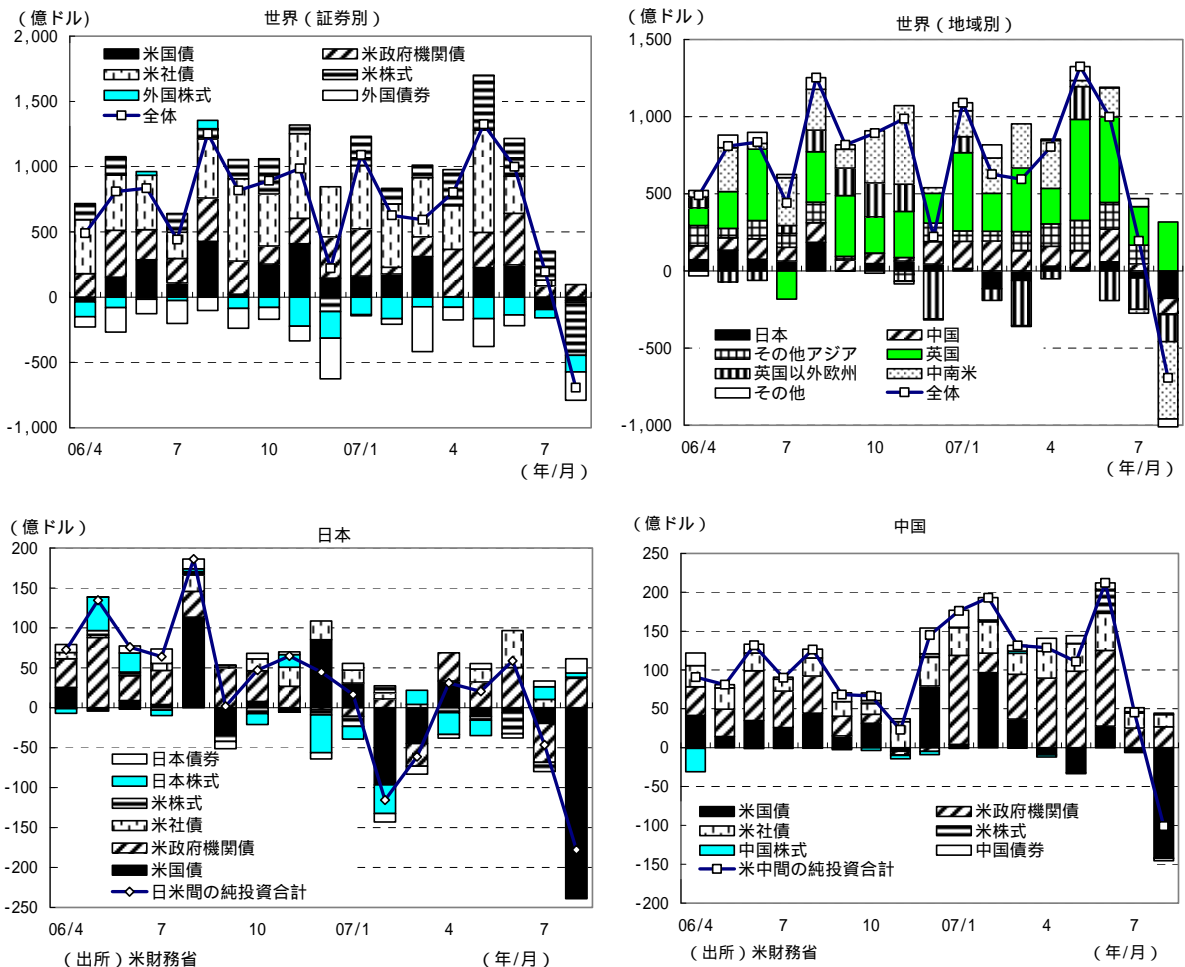 （億ドル)
世界（証券別）
2,000
1,500
1,000
500
0
-500
-1,000
米国債
米政府機関債
米社債
米株式
外国株式
外国債券
全体
06/4 7 10 07/1 4 7
（年/月）
（億ドル）
世界（地域別）
1,500
1,000
500
0
-500
-1,000
日本
中国
その他アジア
英国
英国以外欧州
中南米
その他
全体
06/4 7 10 07/1 4 7
（年/月）
（億ドル）
日本
200
150
100
50
0
-50
-100
-150
-200
-250
日本債券
日本株式
米株式
米社債
米政府機関債
米国債
日米間の純投資合計
06/4 7 10 07/1 4 7
（出所）米財務省
（年/月）
（億ドル）
中国
250
200
150
100
50
0
-50
-100
-150
-200
米国債
米政府機関債
米社債
米株式
中国株式
中国債券
米中間の純投資合計
06/4 7 10 07/1 4 7
（出所）米財務省
（年/月）